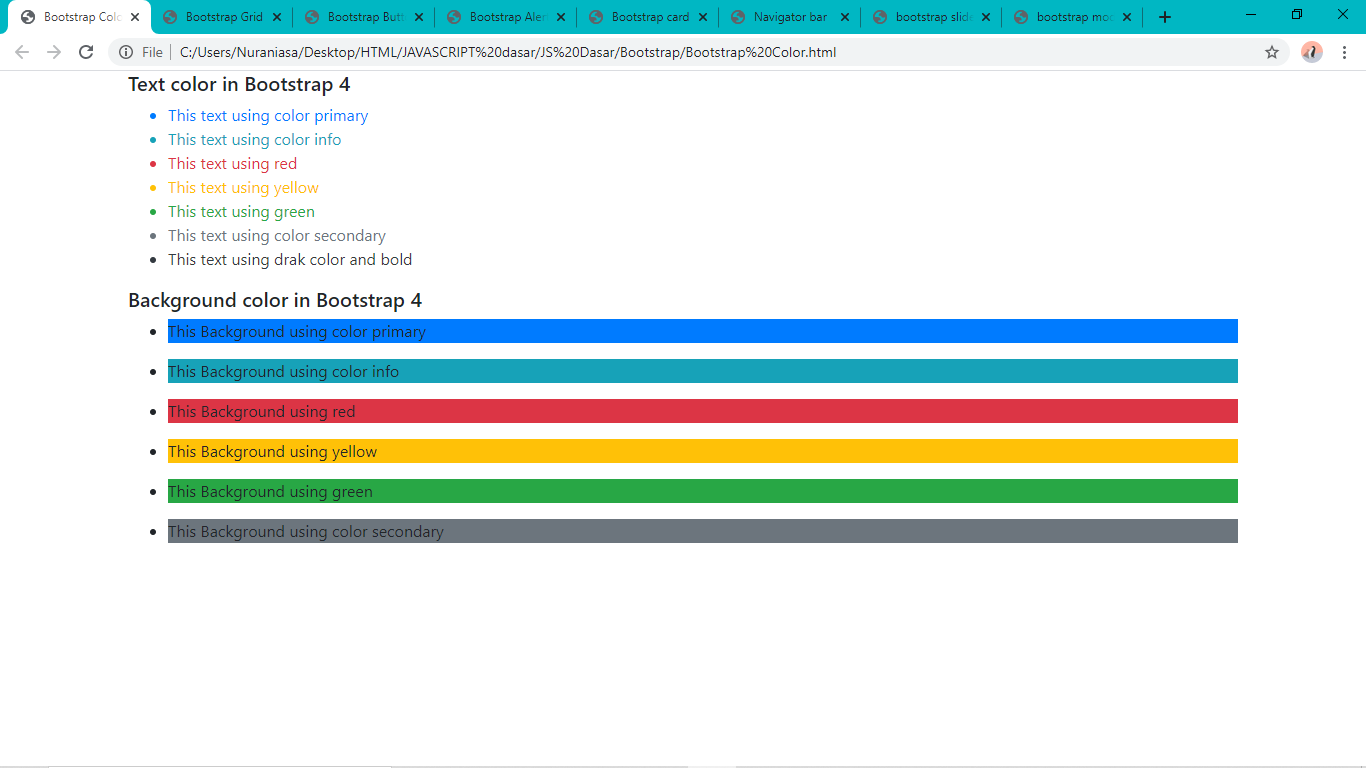 Bootstrap Colo
Bootstrap Grid
Bootstrap Butt
Bootstrap Aler
Bootstrap card
Navigator bar
bootstrap slide
bootstrap mod
File
C:/Users/Nuraniasa/Desktop/HTML/JAVASCRIPT%20dasar/JS%20Dasar/Bootstrap/Bootstrap%20Color.html
Text color in Bootstrap 4
This text using color primary
This text using color info
This text using red
This text using yellow
This text using green
This text using color secondary
This text using drak color and bold
Background color in Bootstrap 4
This Background using color primary
This Background using color info
This Background using red
This Background using yellow
This Background using green
This Background using color secondary